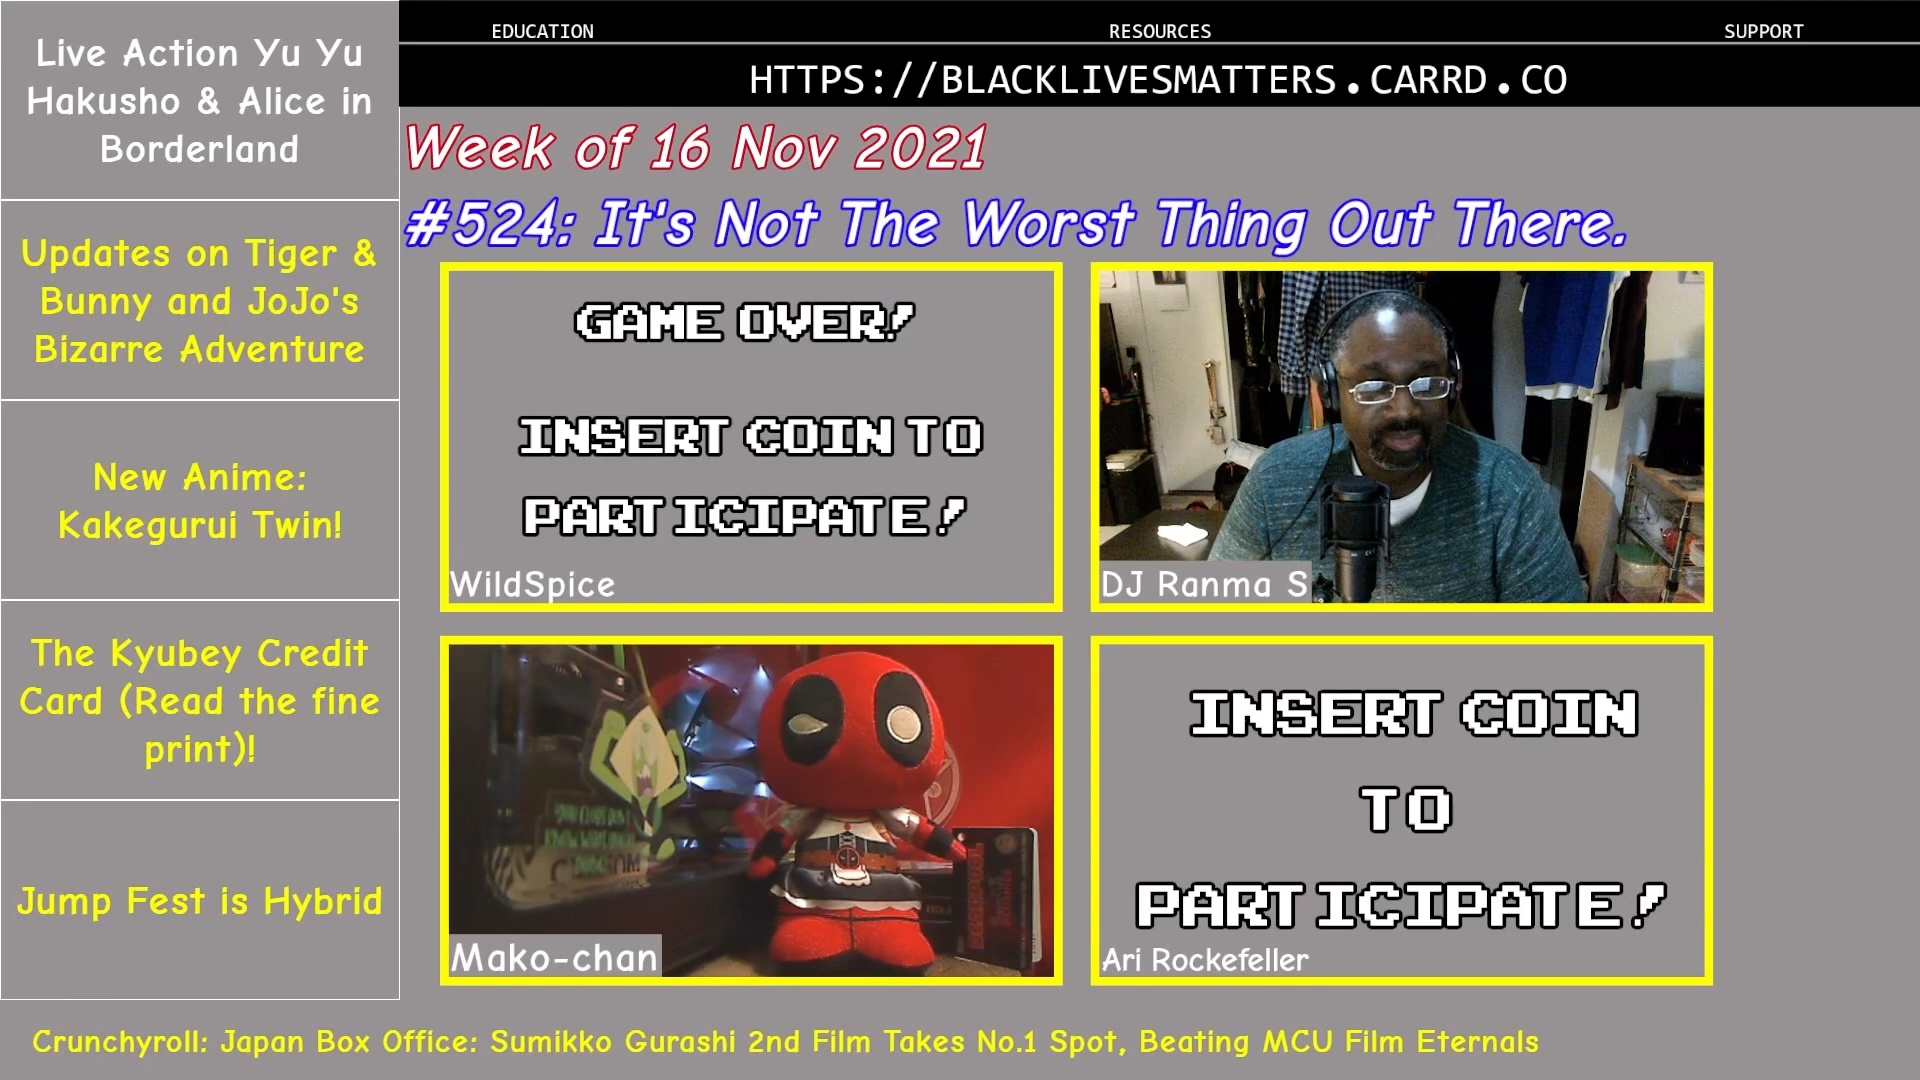 Live Action Yu Yu
Hakusho & Alice in
Borderland
Updates on Tiger &
Bunny and JoJo's
Bizarre Adventure
New Anime:
Kakegurui Twin!
The Kyubey Credit
Card (Read the fine
print)!
Jump Fest is Hybrid
EDUCATION
RESOURCES
SUPPORT
HTTPS://BLACKLIVESMATTERS.CARRD.CO
Week of 16 Nov 2021
#524: It's Not The Worst Thing Out There.
GAME OVER!
INSERT COIN TO
PARTICIPATE!
WildSpice
DJ Ranma S
DEADPOOL
Mako-chan
INSERT COIN
TO
PARTICIPATE!
Ari Rockefeller
Crunchyroll: Japan Box Office: Sumikko Gurashi 2nd Film Takes No.1 Spot, Beating MCU Film Eternals